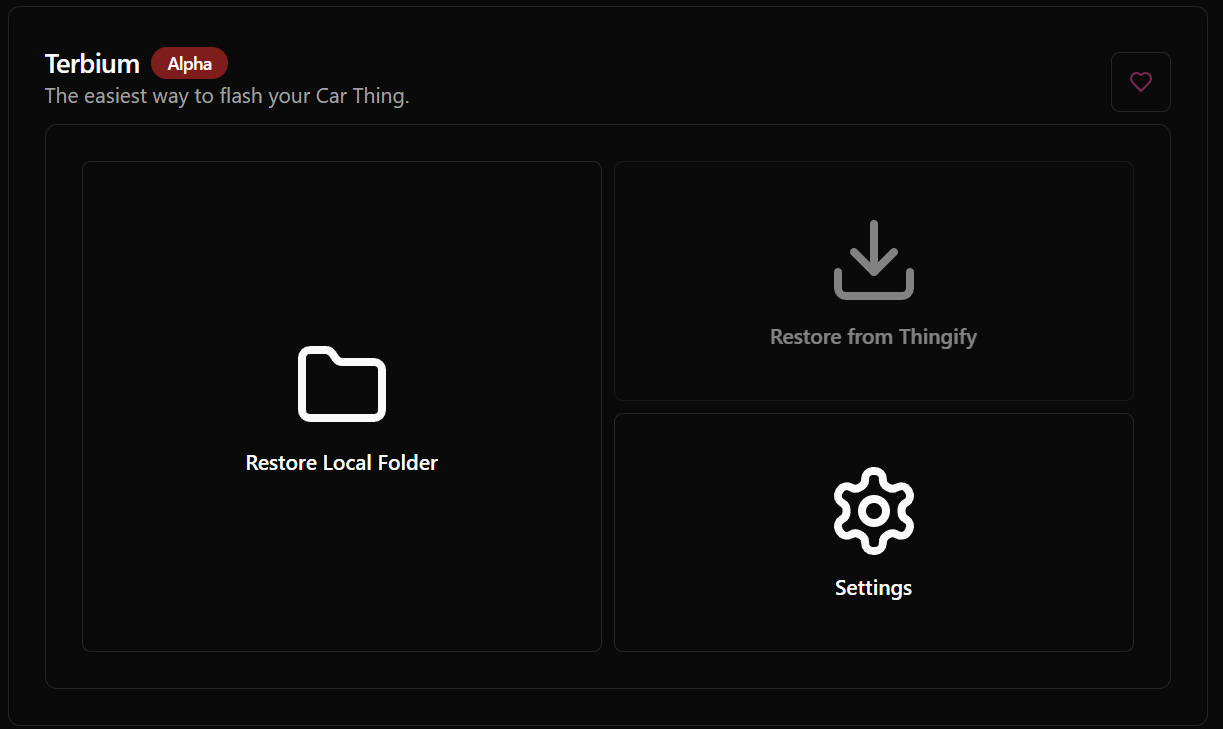 Terbium
Alpha
The easiest way to flash your Car Thing.
Restore Local Folder
Restore from Thingify
Settings